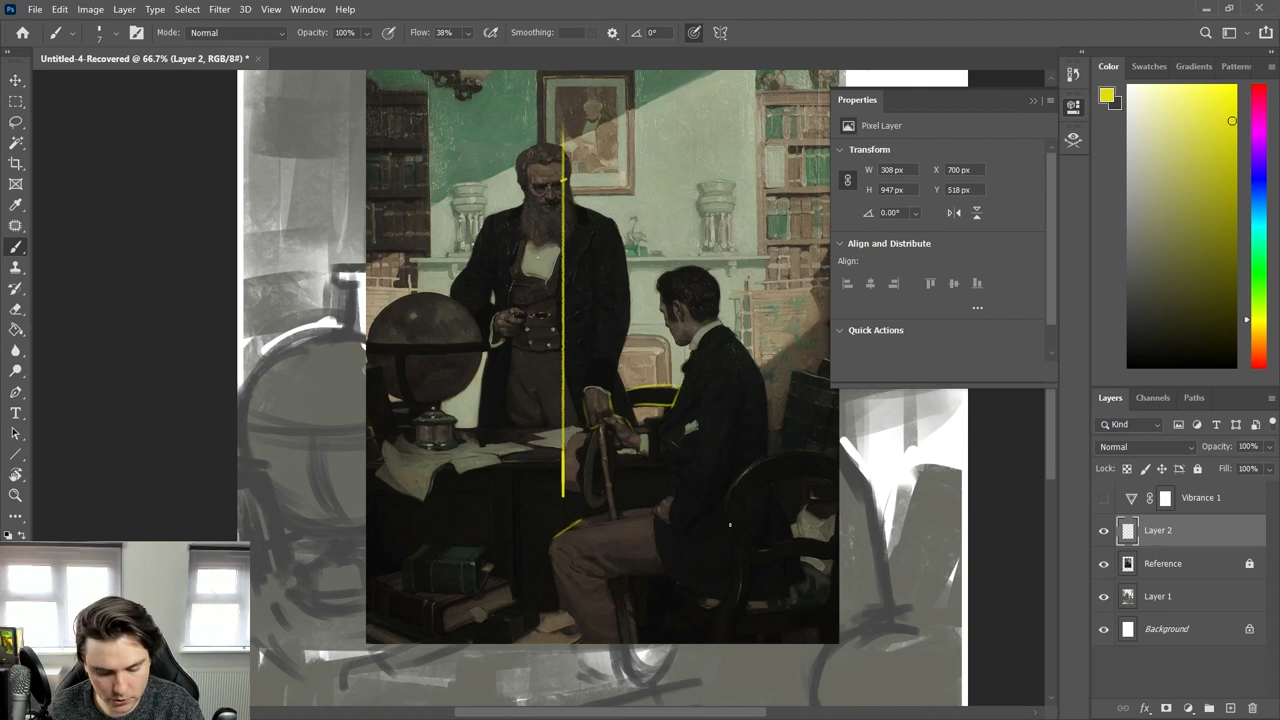 Ps File Edit Image Layer Type Select Filter 3D View Window Help
7 Mode: Normal Opacity: 100% Flow: 38% Smoothing: 0°
Untitled-4-Recovered @ 66.7% (Layer 2, RGB/8#) * ×
Color Swatches Gradients Patterns
Properties
Pixel Layer
Transform
W 308 px X 700 px
H 947 px Y 518 px
0.00°
Align and Distribute
Align:
Quick Actions
Layers Channels Paths
Kind
Normal Opacity: 100%
Lock: Fill: 100%
Vibrance 1
Layer 2
Reference
Layer 1
Background